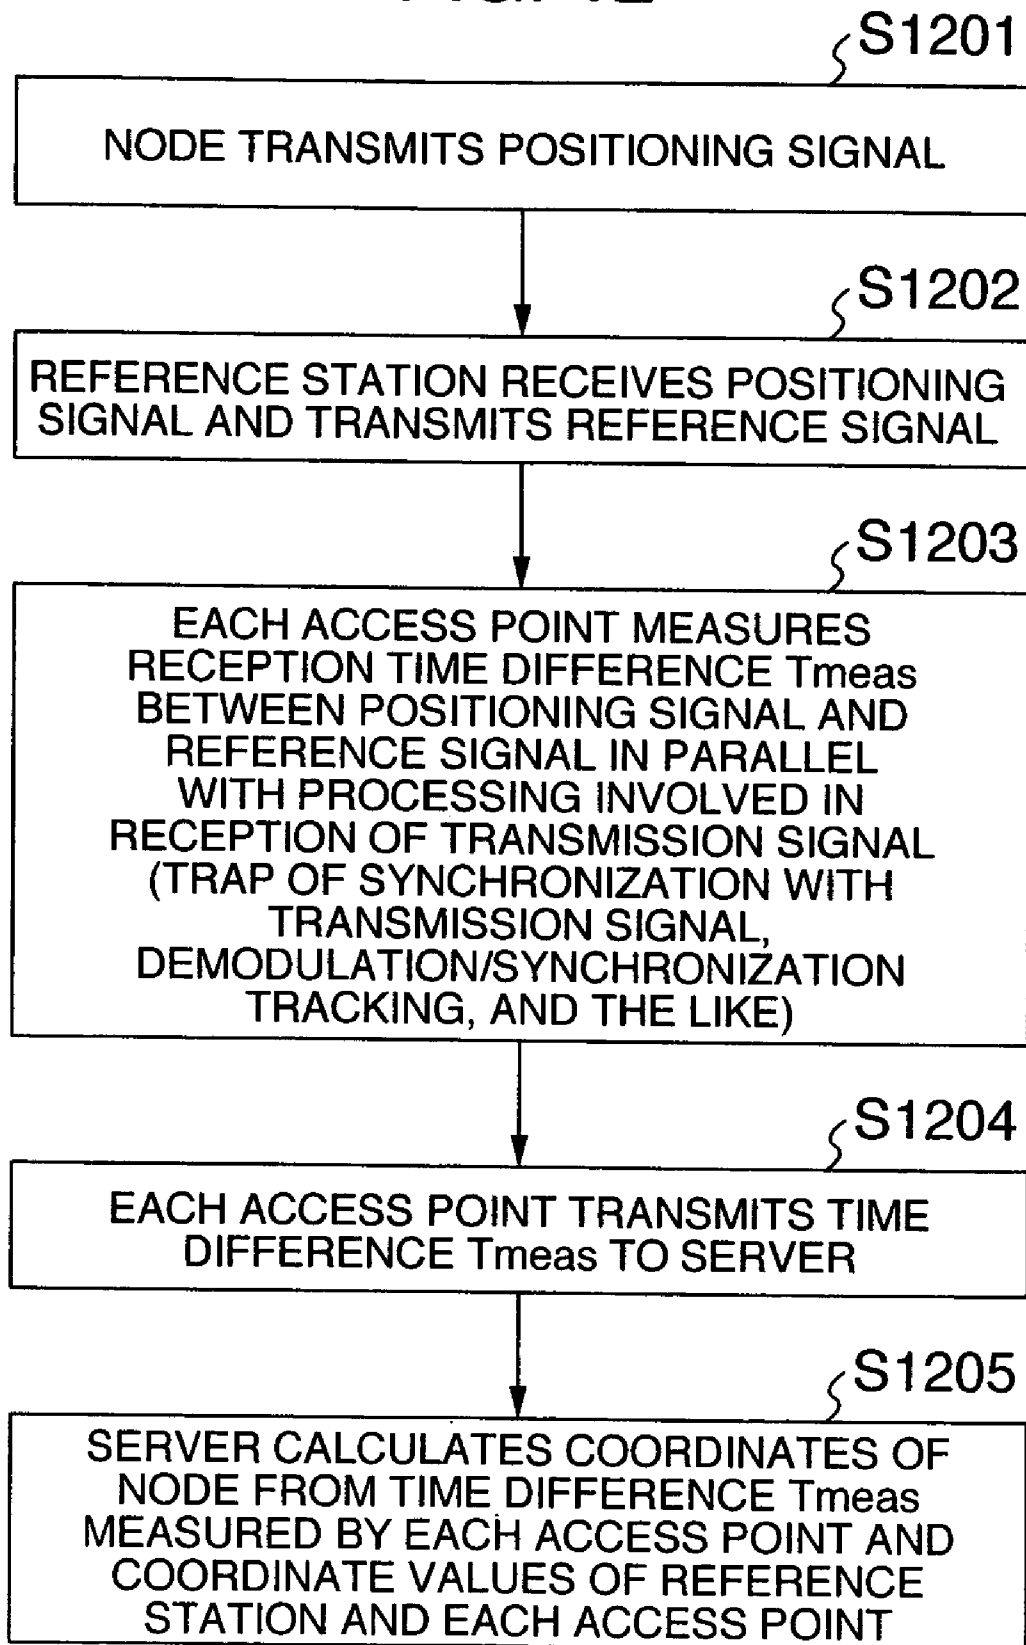 S1201
NODE TRANSMITS POSITIONING SIGNAL
S1202
REFERENCE STATION RECEIVES POSITIONING
SIGNAL AND TRANSMITS REFERENCE SIGNAL
S1203
EACH ACCESS POINT MEASURES
RECEPTION TIME DIFFERENCE Tmeas
BETWEEN POSITIONING SIGNAL AND
REFERENCE SIGNAL IN PARALLEL
WITH PROCESSING INVOLVED IN
RECEPTION OF TRANSMISSION SIGNAL
(TRAP OF SYNCHRONIZATION WITH
TRANSMISSION SIGNAL,
DEMODULATION/SYNCHRONIZATION
TRACKING, AND THE LIKE)
S1204
EACH ACCESS POINT TRANSMITS TIME
DIFFERENCE Tmeas TO SERVER
S1205
SERVER CALCULATES COORDINATES OF
NODE FROM TIME DIFFERENCE Tmeas
MEASURED BY EACH ACCESS POINT AND
COORDINATE VALUES OF REFERENCE
STATION AND EACH ACCESS POINT